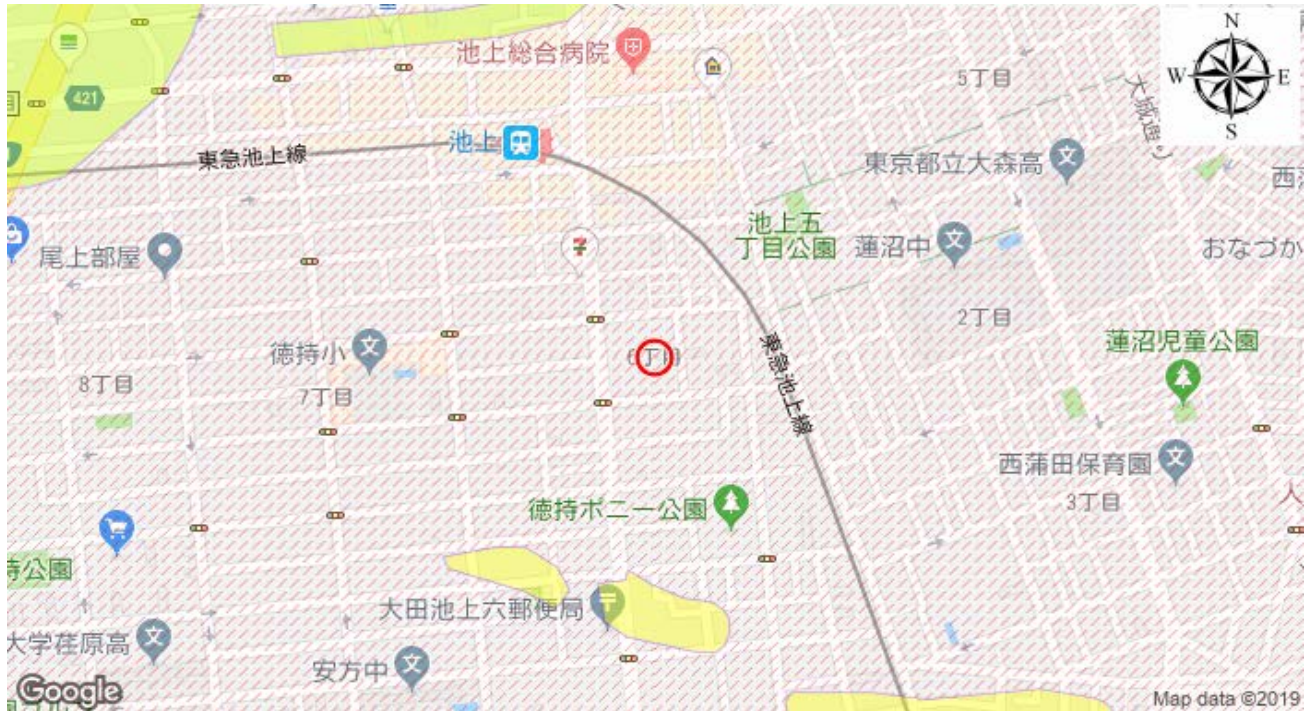 池上総合病院
5丁目
大城通り
N
W
E
S
421
池上
東急池上線
東京都立大森高
西
尾上部屋
池上五
丁目公園
蓮沼中
おなづか
2丁目
徳持小
蓮沼児童公園
8丁目
7丁目
東急池上線
西蒲田保育園
3丁目
徳持ポニー公園
持公園
大田池上六郵便局
大学荏原高
安方中
Google
Map data ©2019